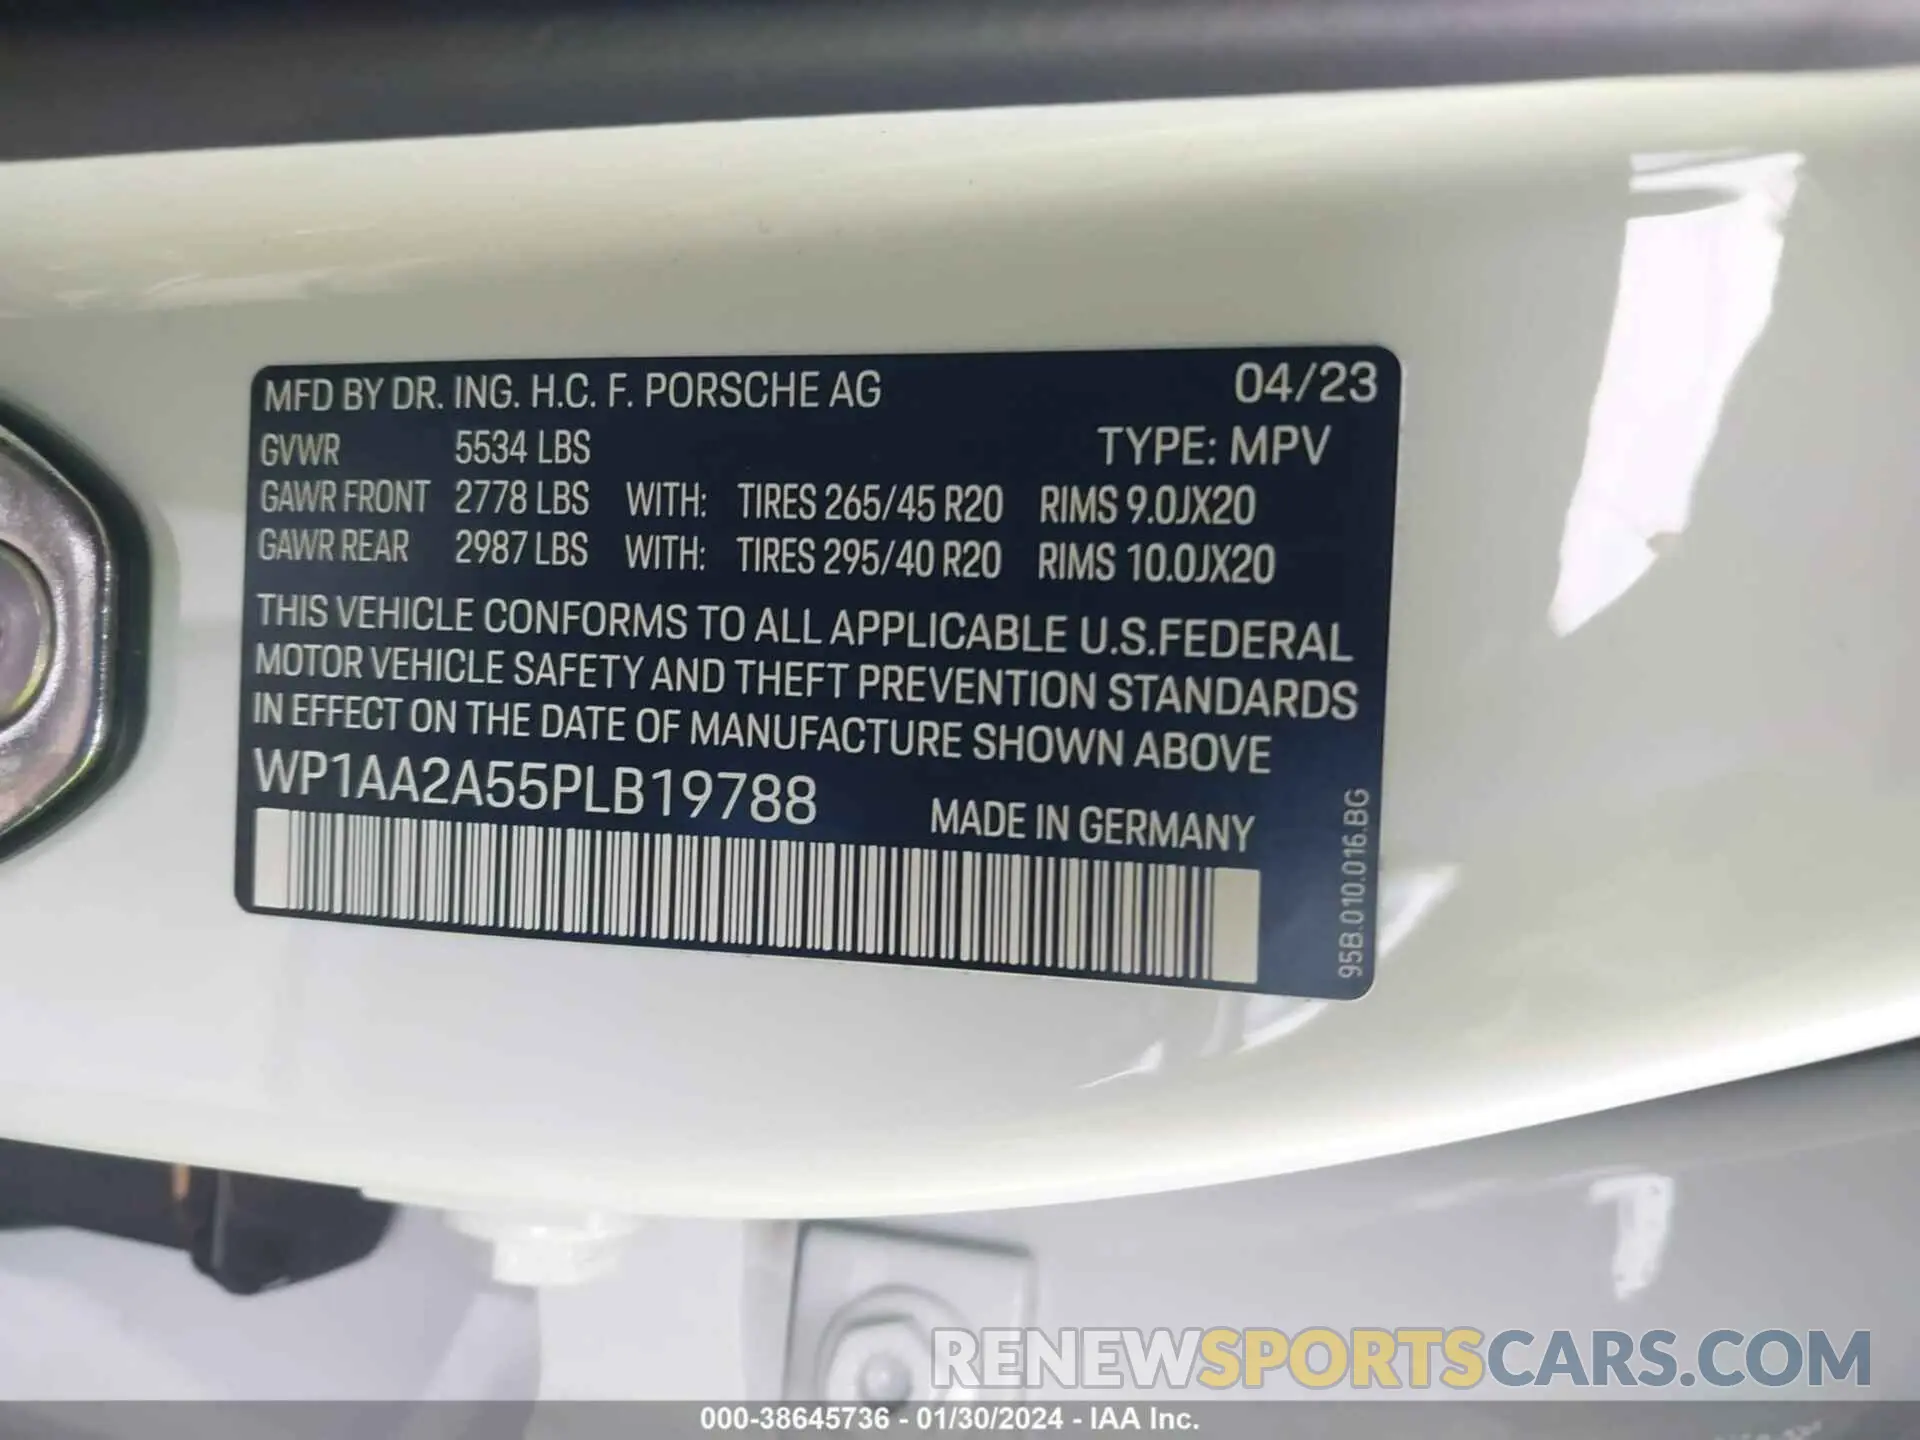 MFD BY DR. ING. H.C. F. PORSCHE AG 04/23
GVWR 5534 LBS TYPE: MPV
GAWR FRONT 2778 LBS WITH: TIRES 265/45 R20 RIMS 9.0JX20
GAWR REAR 2987 LBS WITH: TIRES 295/40 R20 RIMS 10.0JX20
THIS VEHICLE CONFORMS TO ALL APPLICABLE U.S.FEDERAL
MOTOR VEHICLE SAFETY AND THEFT PREVENTION STANDARDS
IN EFFECT ON THE DATE OF MANUFACTURE SHOWN ABOVE
WP1AA2A55PLB19788
MADE IN GERMANY
95B.010.016.BG
RENEWSPORTSCARS.COM
000-38645736 - 01/30/2024 - IAA Inc.